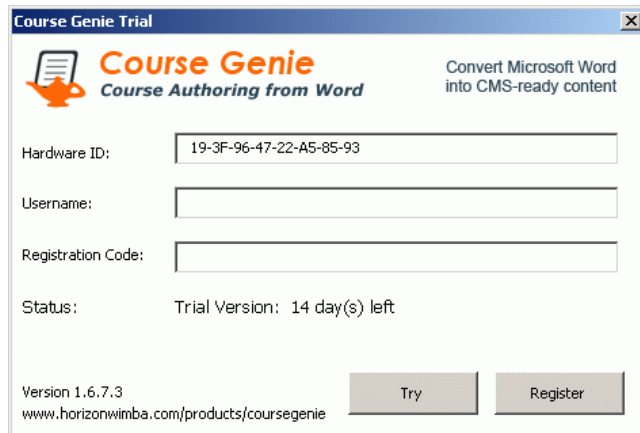 Course Genie Trial
Course Genie
Course Authoring from Word
Convert Microsoft Word
into CMS-ready content
Hardware ID: 19-3F-96-47-22-A5-85-93
Username:
Registration Code:
Status: Trial Version: 14 day(s) left
Version 1.6.7.3
www.horizonwimba.com/products/coursegenie
Try
Register